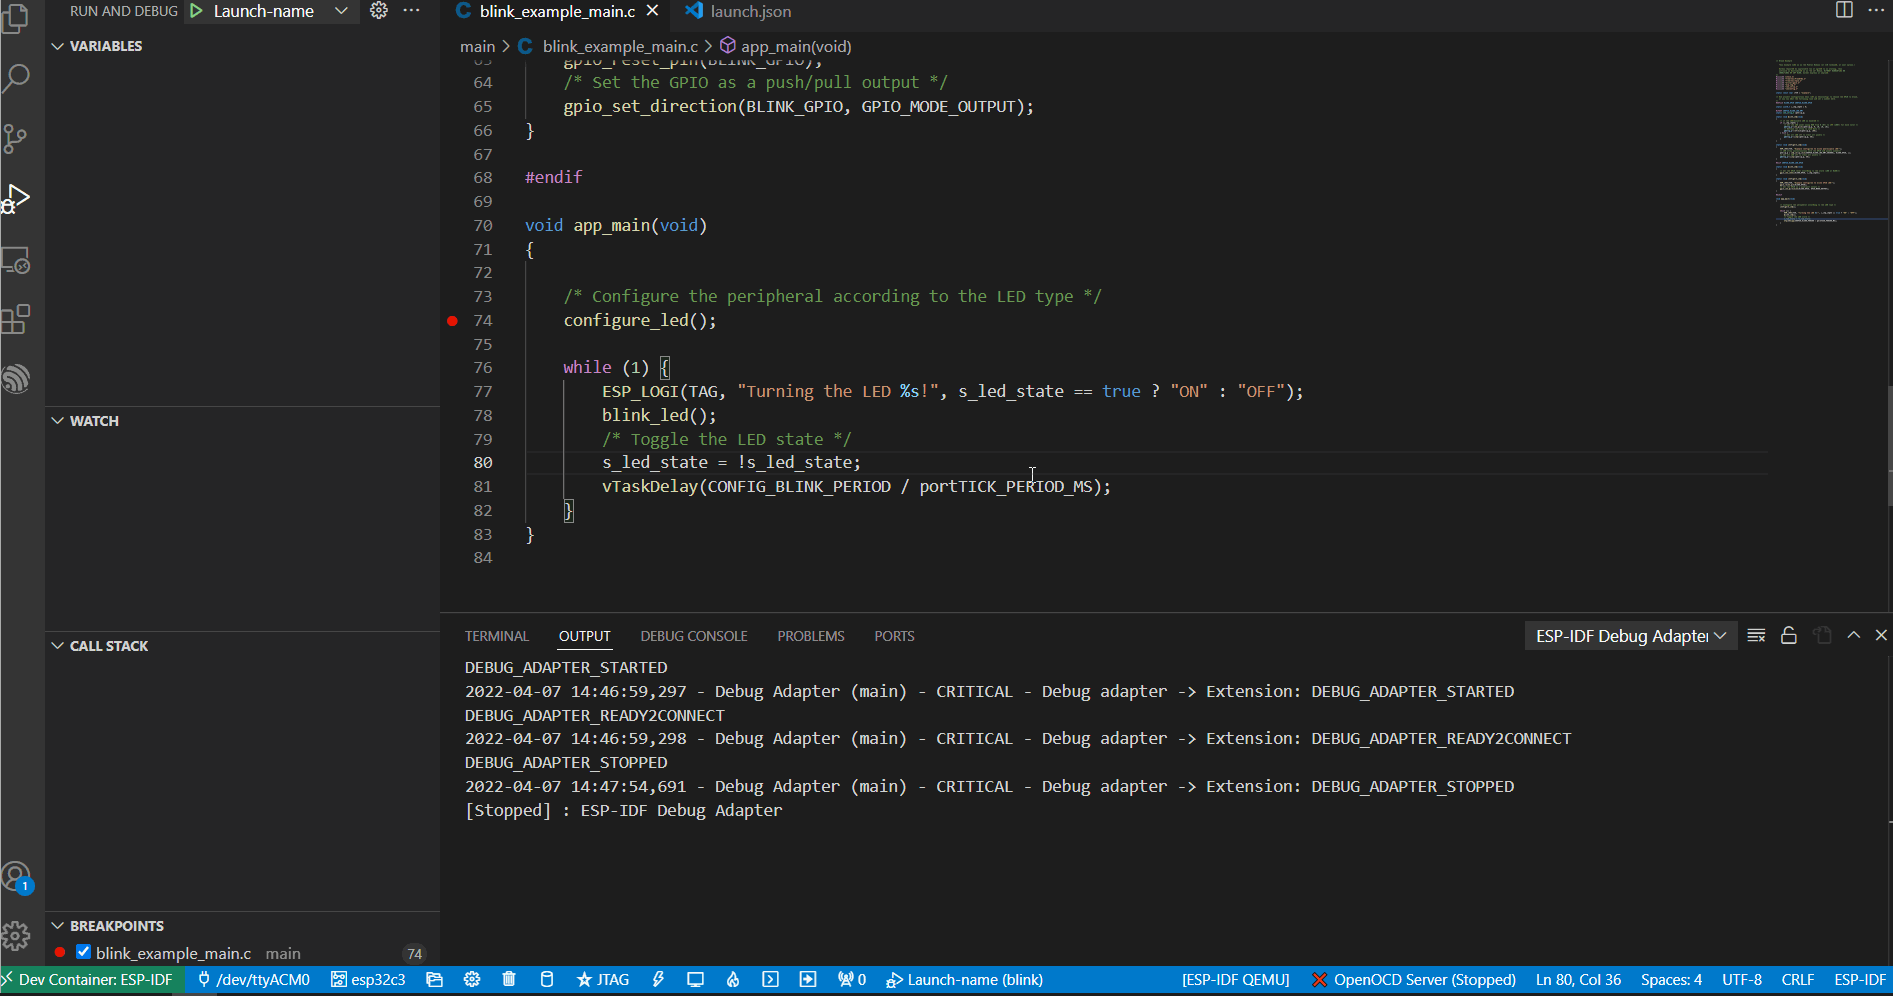 RUN AND DEBUG Launch-name
blink_example_main.c launch.json
VARIABLES
main > blink_example_main.c > app_main(void)
63 gpio_reset_pin(BLINK_GPIO);
64 /* Set the GPIO as a push/pull output */
65 gpio_set_direction(BLINK_GPIO, GPIO_MODE_OUTPUT);
66 }
67
68 #endif
69
70 void app_main(void)
71 {
72
73 /* Configure the peripheral according to the LED type */
74 configure_led();
75
76 while (1) {
77 ESP_LOGI(TAG, "Turning the LED %s!", s_led_state == true ? "ON" : "OFF");
78 blink_led();
79 /* Toggle the LED state */
80 s_led_state = !s_led_state;
81 vTaskDelay(CONFIG_BLINK_PERIOD / portTICK_PERIOD_MS);
82 }
83 }
84
WATCH
CALL STACK
TERMINAL OUTPUT DEBUG CONSOLE PROBLEMS PORTS ESP-IDF Debug Adapter
DEBUG_ADAPTER_STARTED
2022-04-07 14:46:59,297 - Debug Adapter (main) - CRITICAL - Debug adapter -> Extension: DEBUG_ADAPTER_STARTED
DEBUG_ADAPTER_READY2CONNECT
2022-04-07 14:46:59,298 - Debug Adapter (main) - CRITICAL - Debug adapter -> Extension: DEBUG_ADAPTER_READY2CONNECT
DEBUG_ADAPTER_STOPPED
2022-04-07 14:47:54,691 - Debug Adapter (main) - CRITICAL - Debug adapter -> Extension: DEBUG_ADAPTER_STOPPED
[Stopped] : ESP-IDF Debug Adapter
1
BREAKPOINTS
blink_example_main.c main 74
Dev Container: ESP-IDF /dev/ttyACM0 esp32c3 JTAG 0 Launch-name (blink) [ESP-IDF QEMU] OpenOCD Server (Stopped) Ln 80, Col 36 Spaces: 4 UTF-8 CRLF ESP-IDF